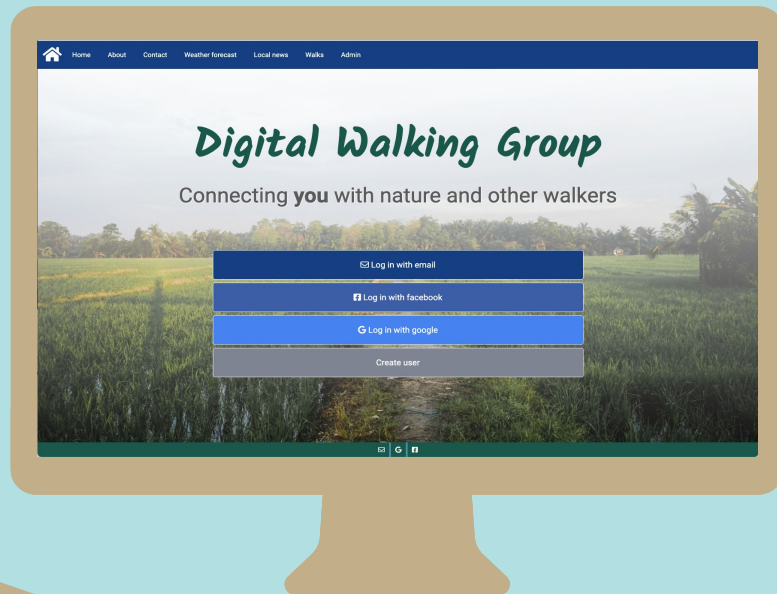 Home About Contact Weather forecast Local news Walks Admin
Digital Walking Group
Connecting you with nature and other walkers
Log in with email
Log in with facebook
G Log in with google
Create user
G